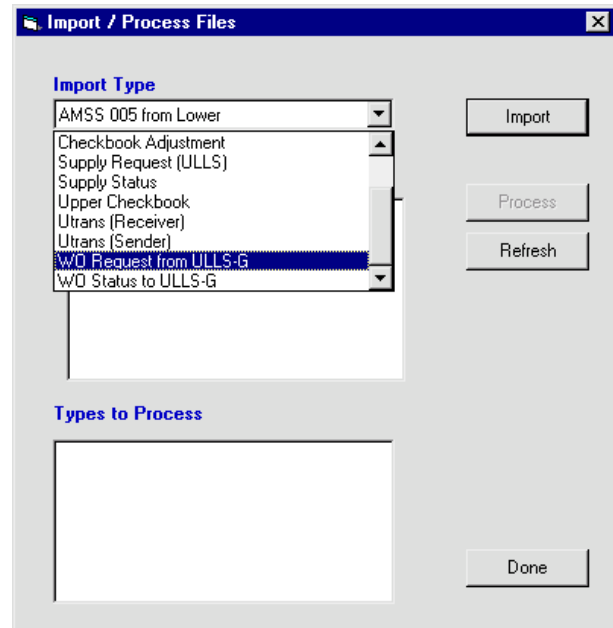 Import / Process Files
Import Type
AMSS 005 from Lower
Import
Checkbook Adjustment
Supply Request (ULLS)
Supply Status
Upper Checkbook
Process
Utrans (Receiver)
Utrans (Sender)
Refresh
WO Request from ULLS-G
WO Status to ULLS-G
Types to Process
Done